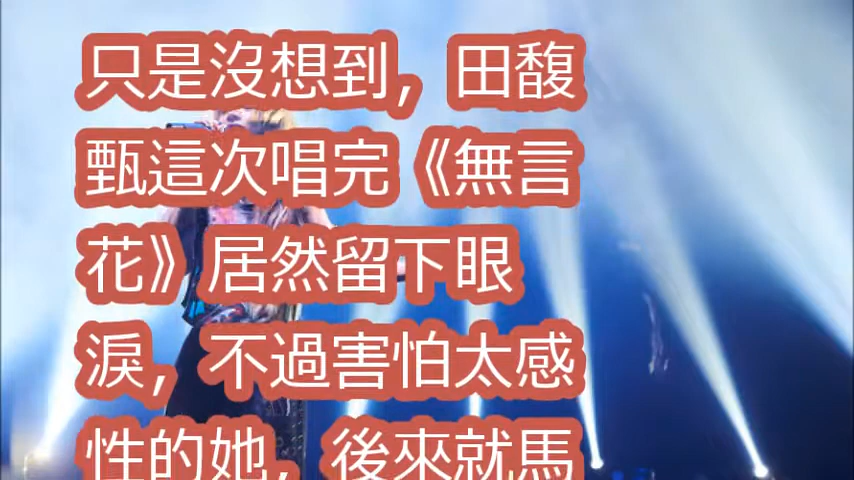 只是沒想到，田馥
甄這次唱完《無言
花》居然留下眼
淚，不過害怕太感
性的她，後來就馬